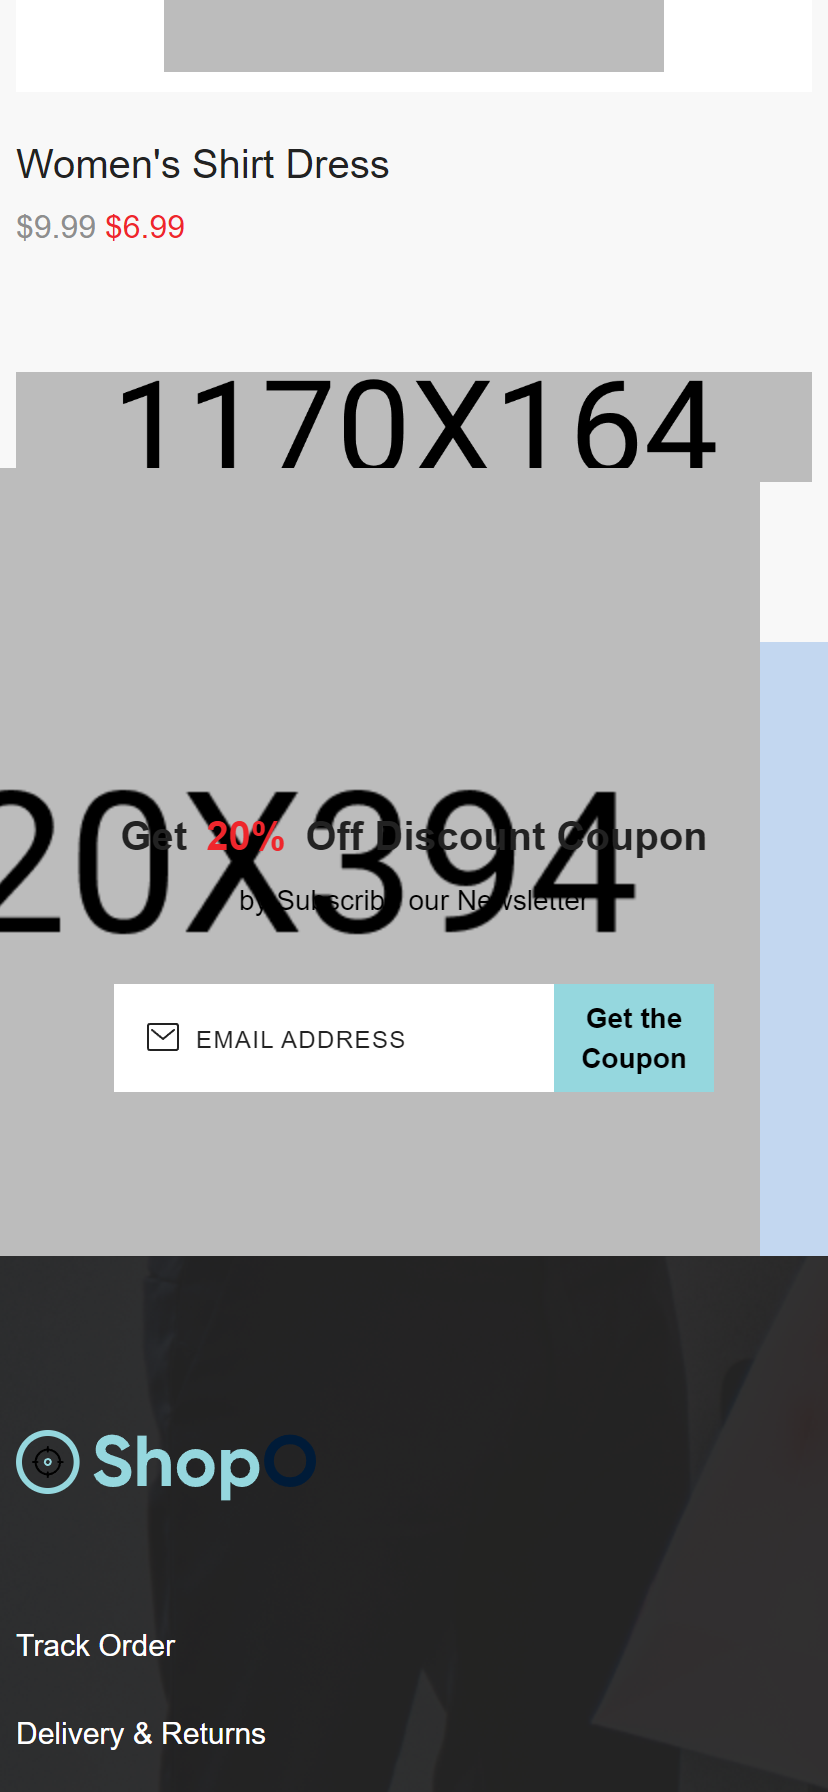 Women's Shirt Dress
$9.99 $6.99
1170X164
20X394
Get 20% Off Discount Coupon
by Subscribe our Newsletter
EMAIL ADDRESS
Get the
Coupon
ShopO
Track Order
Delivery & Returns